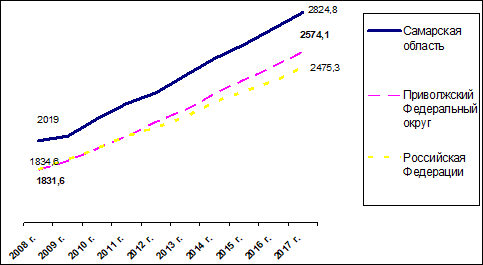 2824,8
2574,1
2475,3
2019
1834,6
1831,6
2008 г.
2009 г.
2010 г.
2011 г.
2012 г.
2013 г.
2014 г.
2015 г.
2016 г.
2017 г.
Самарская
область
Приволжский
Федеральный
округ
Российская
Федерации